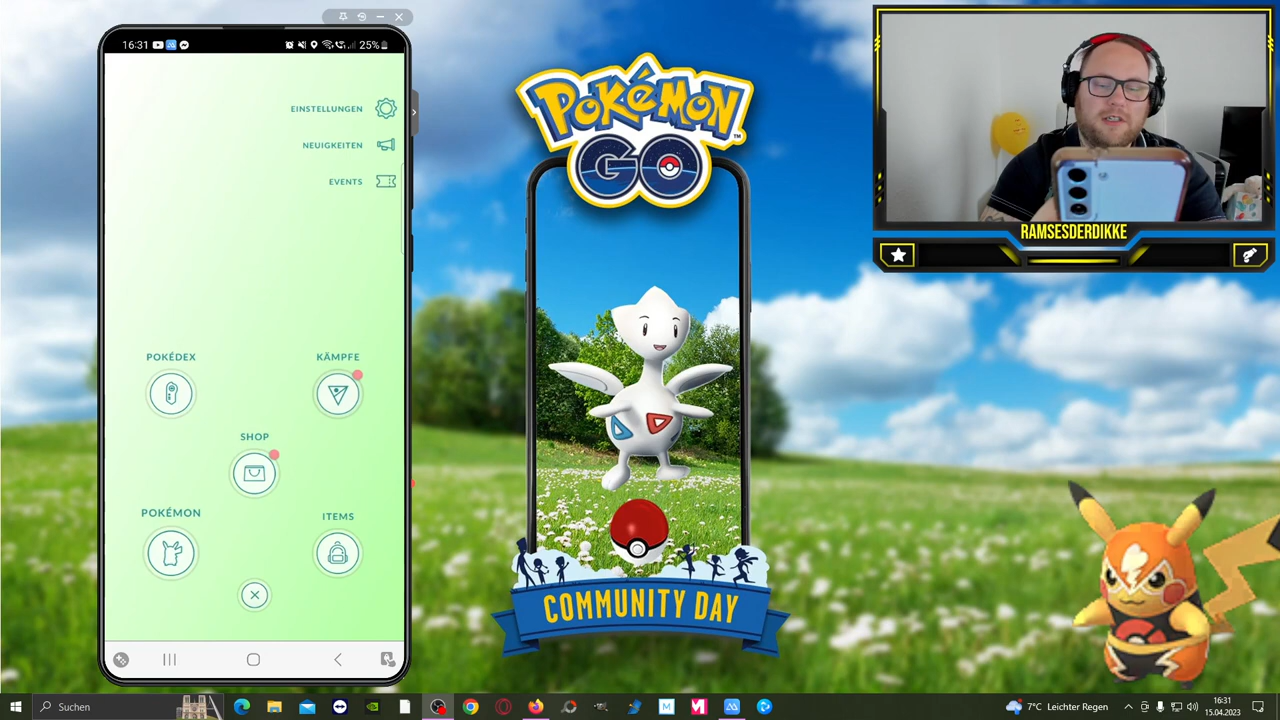 16:31
25%
EINSTELLUNGEN
NEUIGKEITEN
EVENTS
POKÉDEX
KÄMPFE
SHOP
POKÉMON
ITEMS
POKÉMON
TM
GO
COMMUNITY DAY
RAMSESDERDIKKE
Suchen
7°C Leichter Regen
16:31
15.04.2023